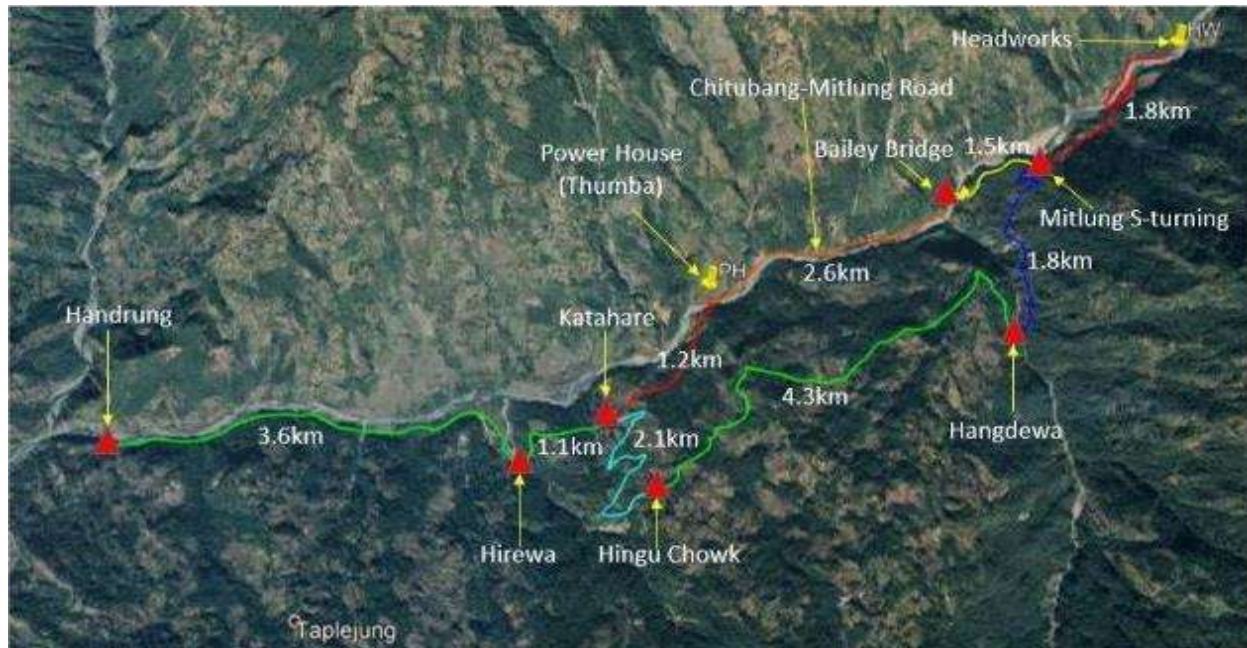 HW
Headworks
Chitubang-Mitlung Road
1.8km
1.5km
Bailey Bridge
Power House
(Thumba)
Mitlung S-turning
1.8km
PH
2.6km
Handrung
Katahare
1.2km
4.3km
3.6km
1.1km
2.1km
Hangdewa
Hirewa
Hingu Chowk
Taplejung